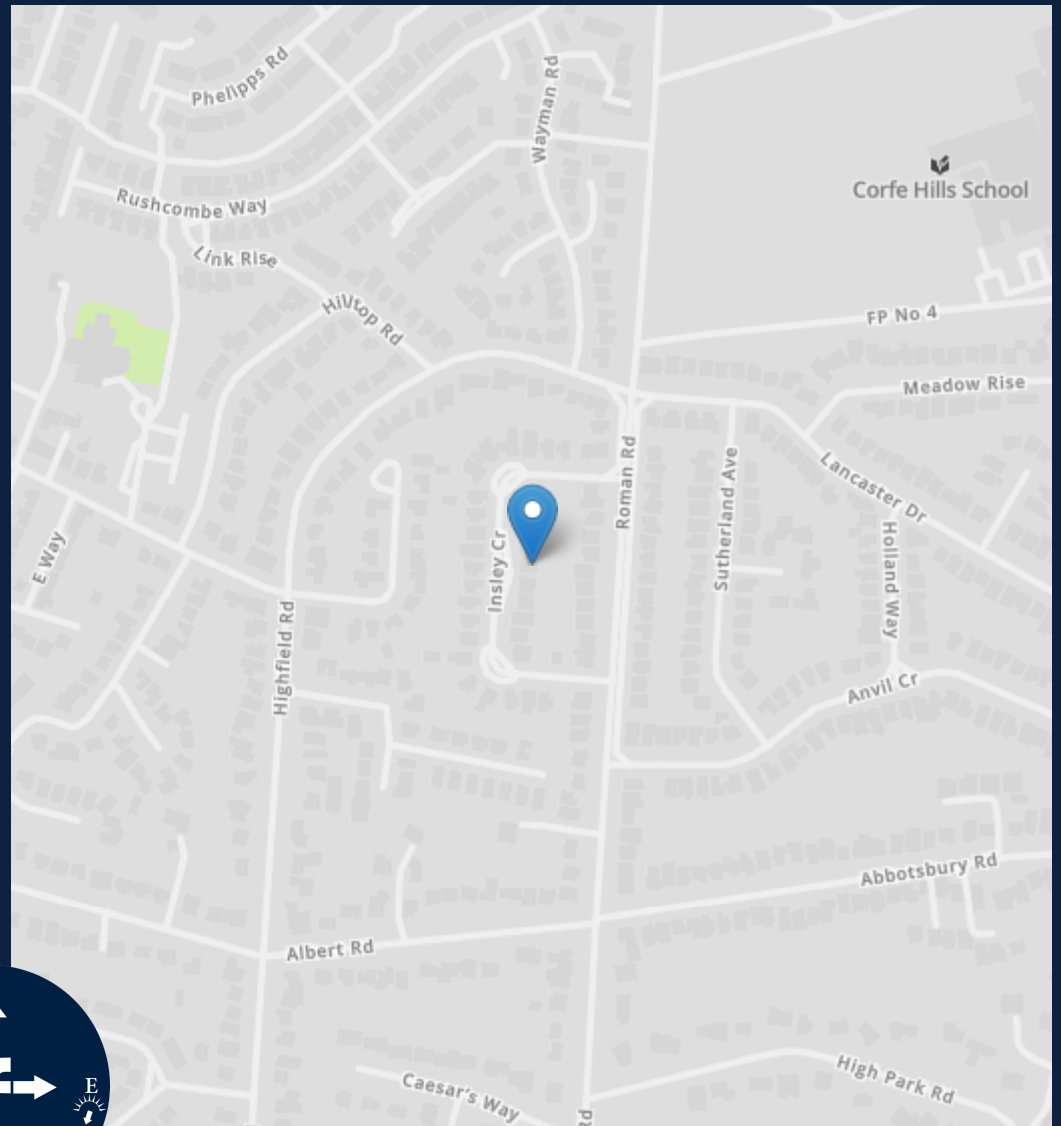 Phelipps Rd
Wayman Rd
Corfe Hills School
Rushcombe Way
Link Rise
Hilltop Rd
FP No 4
Meadow Rise
Roman Rd
Sutherland Ave
Lancaster Dr
Holland Way
E Way
Insley Cr
Highfield Rd
Anvil Cr
Abbotsbury Rd
Albert Rd
High Park Rd
Caesar's Way
Rd
E